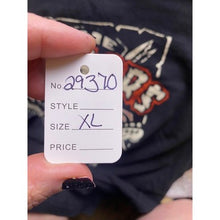 No. 29370
STYLE
SIZE XL
PRICE